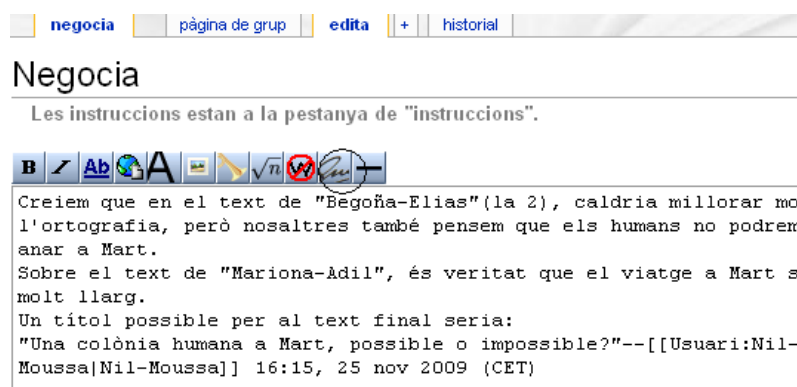 negocia pàgina de grup edita + historial
Negocia
Les instruccions estan a la pestanya de "instruccions".
B I Ab A √n W
Creiem que en el text de "Begoña-Elias"(la 2), caldria millorar mo
l'ortografia, però nosaltres també pensem que els humans no podrem
anar a Mart.
Sobre el text de "Mariona-Adil", és veritat que el viatge a Mart s
molt llarg.
Un títol possible per al text final seria:
"Una colònia humana a Mart, possible o impossible?"--[[Usuari:Nil-
Moussa|Nil-Moussa]] 16:15, 25 nov 2009 (CET)